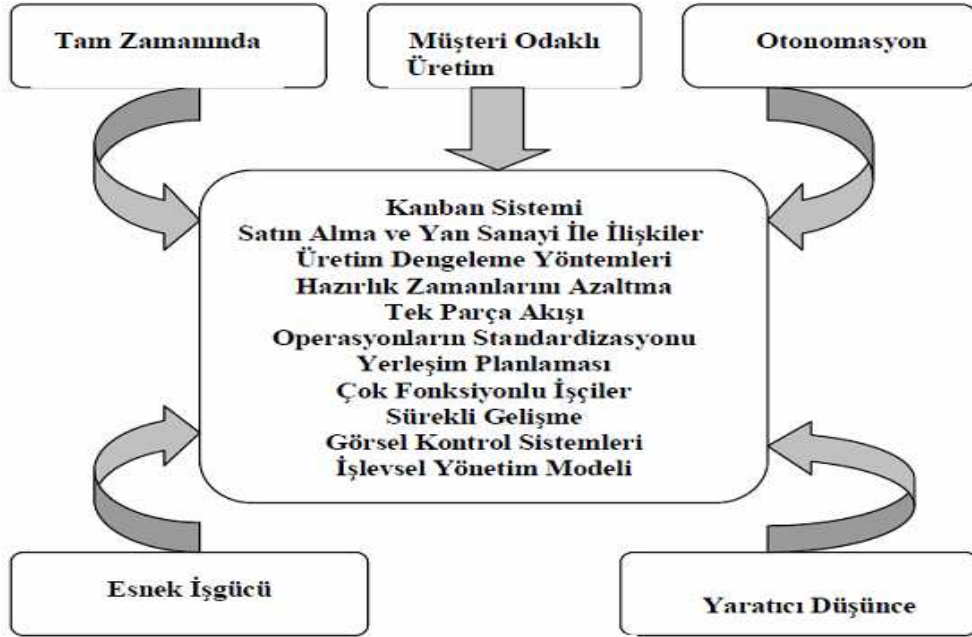 Tam Zamanında
Müşteri Odaklı
Üretim
Otonomasyon
Kanban Sistemi
Satın Alma ve Yan Sanayi İle İlişkiler
Üretim Dengeleme Yöntemleri
Hazırlık Zamanlarını Azaltma
Tek Parça Akışı
Operasyonların Standardizasyonu
Yerleşim Planlaması
Çok Fonksiyonlu İşçiler
Sürekli Gelişme
Görsel Kontrol Sistemleri
İşlevsel Yönetim Modeli
Esnek İşgücü
Yaratıcı Düşünce